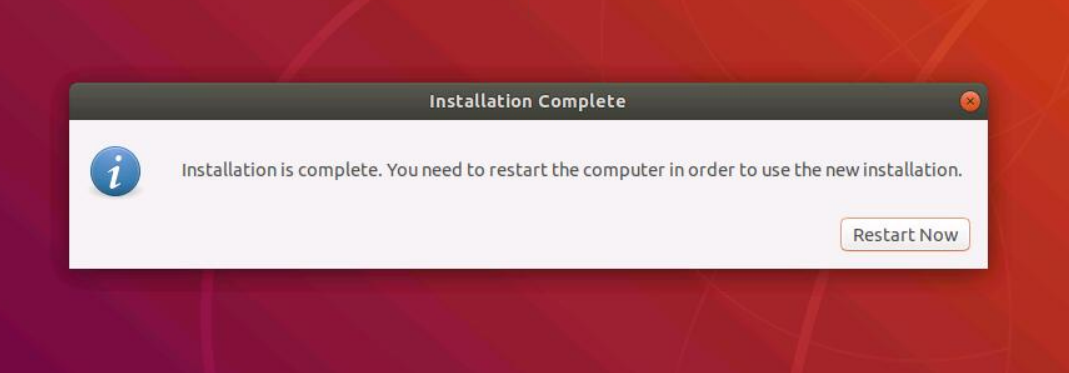 Installation Complete
Installation is complete. You need to restart the computer in order to use the new installation.
Restart Now